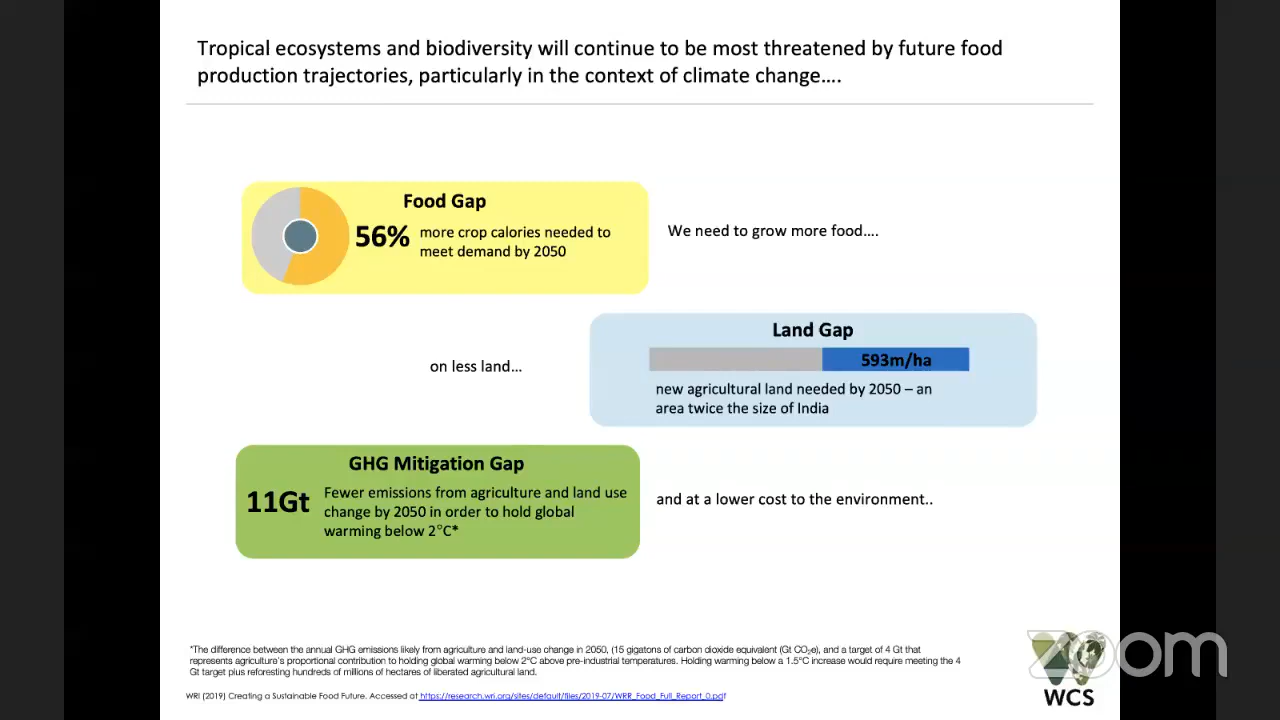 Tropical ecosystems and biodiversity will continue to be most threatened by future food
production trajectories, particularly in the context of climate change....
Food Gap
56% more crop calories needed to
meet demand by 2050
We need to grow more food....
Land Gap
593m/ha
on less land...
new agricultural land needed by 2050 – an
area twice the size of India
GHG Mitigation Gap
11Gt Fewer emissions from agriculture and land use
change by 2050 in order to hold global
warming below 2°C*
and at a lower cost to the environment..
*The difference between the annual GHG emissions likely from agriculture and land-use change in 2050, (15 gigatons of carbon dioxide equivalent (Gt CO₂e), and a target of 4 Gt that
represents agriculture's proportional contribution to holding global warming below 2°C above pre-industrial temperatures. Holding warming below a 1.5°C increase would require meeting the 4
Gt target plus reforesting hundreds of millions of hectares of liberated agricultural land.
WRI (2019) Creating a Sustainable Food Future. Accessed at https://research.wri.org/sites/default/files/2019-07/WRR_Food_Full_Report_0.pdf
zoom
WCS